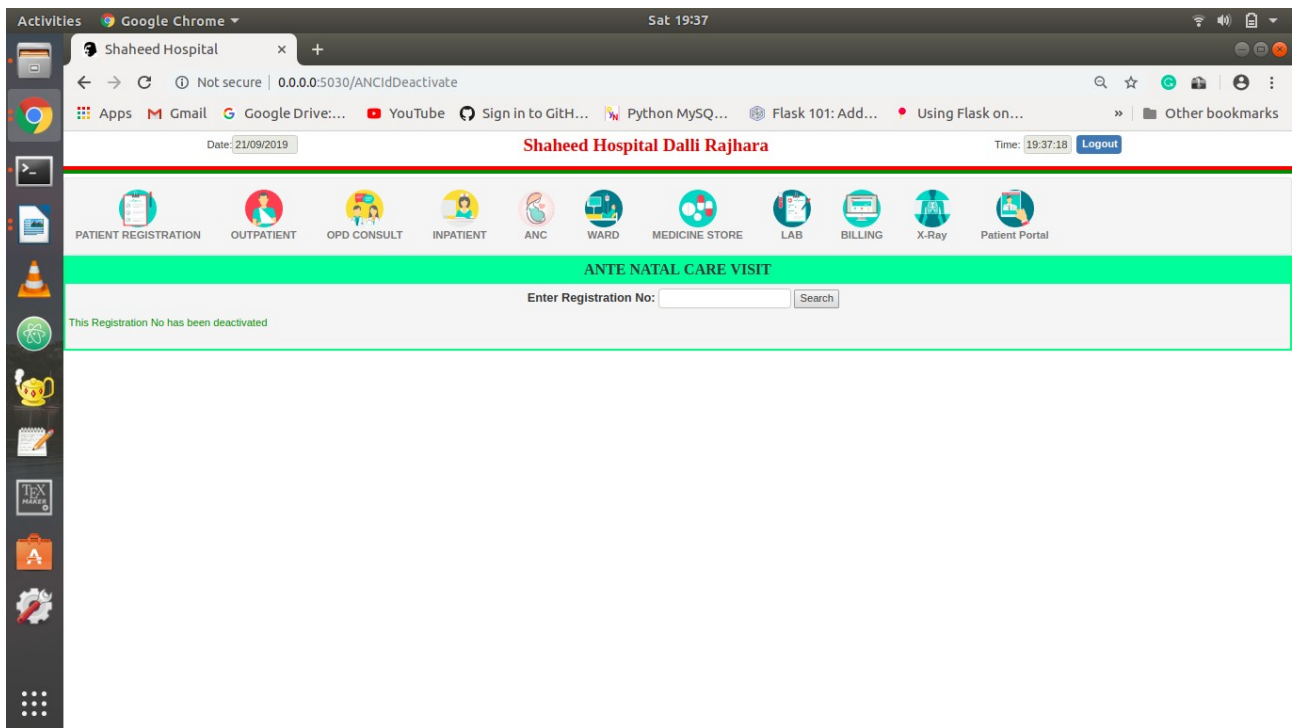 Activities Google Chrome Sat 19:37
Shaheed Hospital × +
Not secure | 0.0.0.0:5030/ANCIdDeactivate
Apps M Gmail G Google Drive:... YouTube Sign in to GitH... Python MySQ... Flask 101: Add... Using Flask on... » Other bookmarks
Date: 21/09/2019 Shaheed Hospital Dalli Rajhara Time: 19:37:18 Logout
PATIENT REGISTRATION OUTPATIENT OPD CONSULT INPATIENT ANC WARD MEDICINE STORE LAB BILLING X-Ray Patient Portal
ANTE NATAL CARE VISIT
Enter Registration No: Search
This Registration No has been deactivated
TEX
MAKER